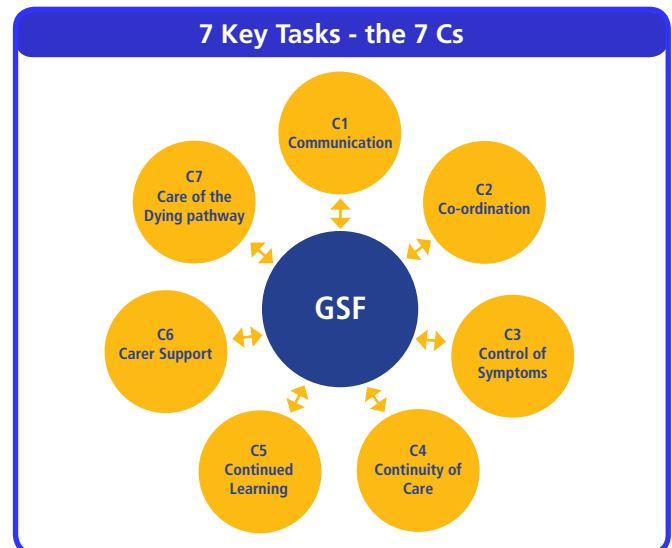 7 Key Tasks - the 7 Cs
C1
Communication
C2
Co-ordination
C3
Control of
Symptoms
C4
Continuity of
Care
C5
Continued
Learning
C6
Carer Support
C7
Care of the
Dying pathway
GSF